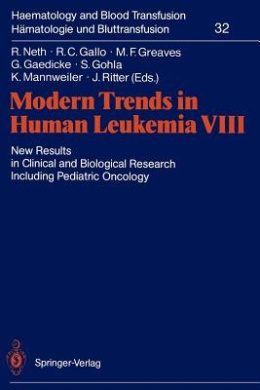 Haematology and Blood Transfusion
Hämatologie und Bluttransfusion
32
R. Neth · R. C. Gallo · M. F. Greaves
G. Gaedicke · S. Gohla
K. Mannweiler · J. Ritter (Eds.)
Modern Trends in
Human Leukemia VIII
New Results
in Clinical and Biological Research
Including Pediatric Oncology
Springer-Verlag